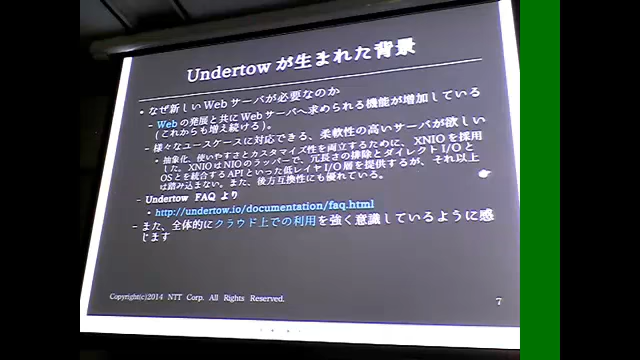 Undertowが生まれた背景
• なぜ新しいWebサーバが必要なのか
– Webの発展と共にWebサーバへ求められる機能が増加している
(これからも増え続ける)。
– 様々なユースケースに対応できる、柔軟性の高いサーバが欲しい
• 抽象化、使いやすさとカスタマイズ性を両立するために、XNIOを採用
した。XNIOはNIOのラッパーで、冗長さの排除とダイレクトI/Oと
OSとを統合するAPIといった低レイヤI/O層を提供するが、それ以上
は踏み込まない。また、後方互換性にも優れている。
– Undertow FAQ より
• http://undertow.io/documentation/faq.html
– また、全体的にクラウド上での利用を強く意識しているように感
じます
Copyright(c)2014 NTT Corp. All Rights Reserved.
7